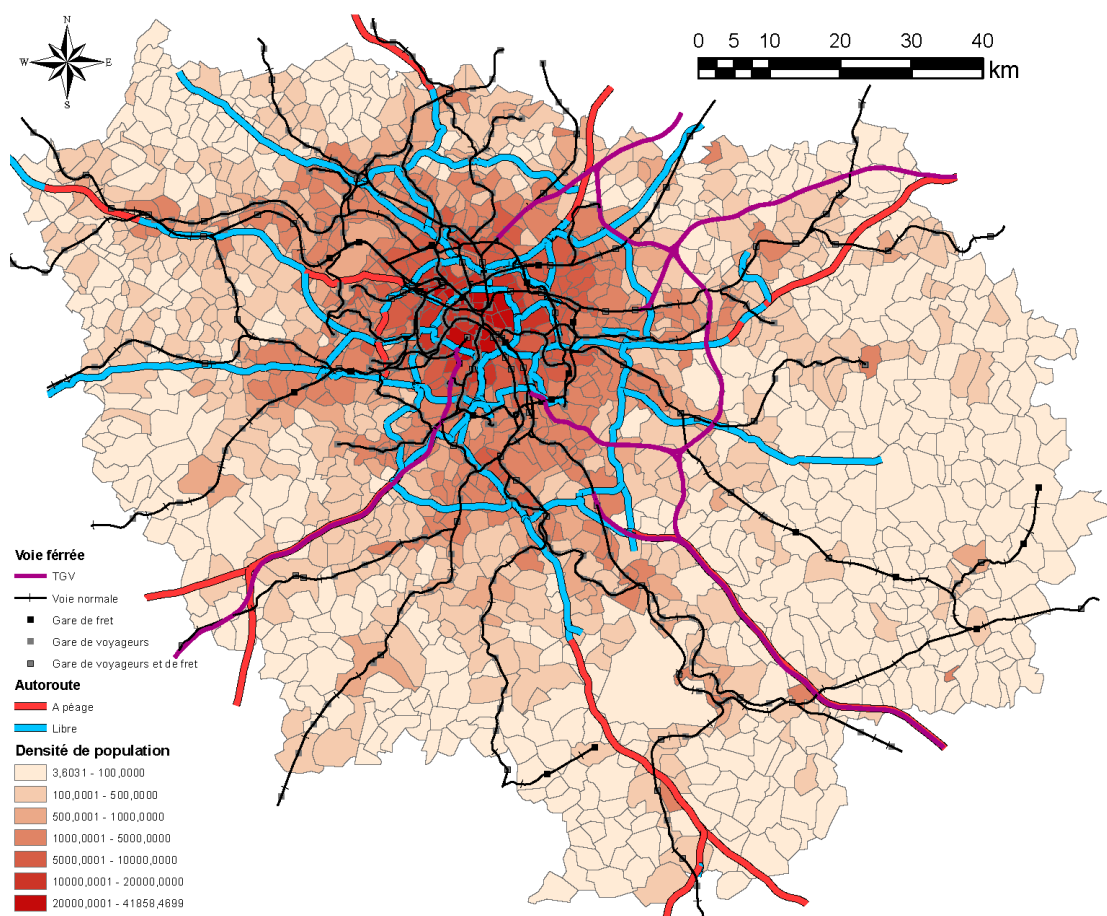 N
W E
S
0 5 10 20 30 40
km
Voie férrée
TGV
Voie normale
Gare de fret
Gare de voyageurs
Gare de voyageurs et de fret
Autoroute
A péage
Libre
Densité de population
3,6031 - 100,0000
100,0001 - 500,0000
500,0001 - 1000,0000
1000,0001 - 5000,0000
5000,0001 - 10000,0000
10000,0001 - 20000,0000
20000,0001 - 41858,4699